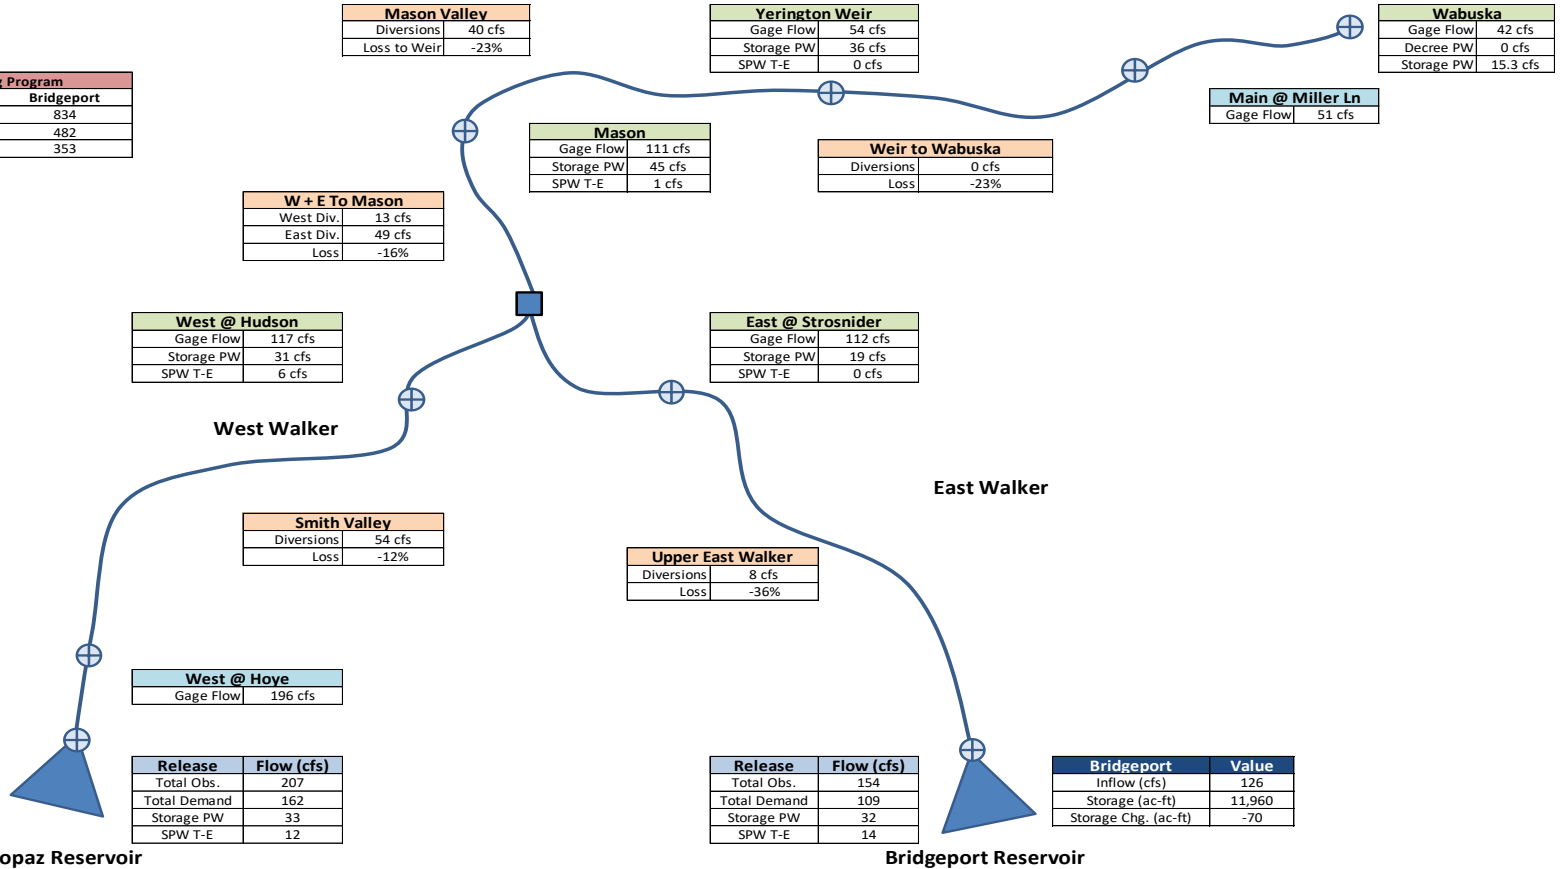 Mason Valley
Diversions 40 cfs
Loss to Weir -23%
Yerington Weir
Gage Flow 54 cfs
Storage PW 36 cfs
SPW T-E 0 cfs
Wabuska
Gage Flow 42 cfs
Decree PW 0 cfs
Storage PW 15.3 cfs
g Program
Bridgeport
834
482
353
Main @ Miller Ln
Gage Flow 51 cfs
Mason
Gage Flow 111 cfs
Storage PW 45 cfs
SPW T-E 1 cfs
Weir to Wabuska
Diversions 0 cfs
Loss -23%
W + E To Mason
West Div. 13 cfs
East Div. 49 cfs
Loss -16%
West @ Hudson
Gage Flow 117 cfs
Storage PW 31 cfs
SPW T-E 6 cfs
East @ Strosnider
Gage Flow 112 cfs
Storage PW 19 cfs
SPW T-E 0 cfs
West Walker
East Walker
Smith Valley
Diversions 54 cfs
Loss -12%
Upper East Walker
Diversions 8 cfs
Loss -36%
West @ Hoye
Gage Flow 196 cfs
Release Flow (cfs)
Total Obs. 207
Total Demand 162
Storage PW 33
SPW T-E 12
Release Flow (cfs)
Total Obs. 154
Total Demand 109
Storage PW 32
SPW T-E 14
Bridgeport Value
Inflow (cfs) 126
Storage (ac-ft) 11,960
Storage Chg. (ac-ft) -70
opaz Reservoir
Bridgeport Reservoir